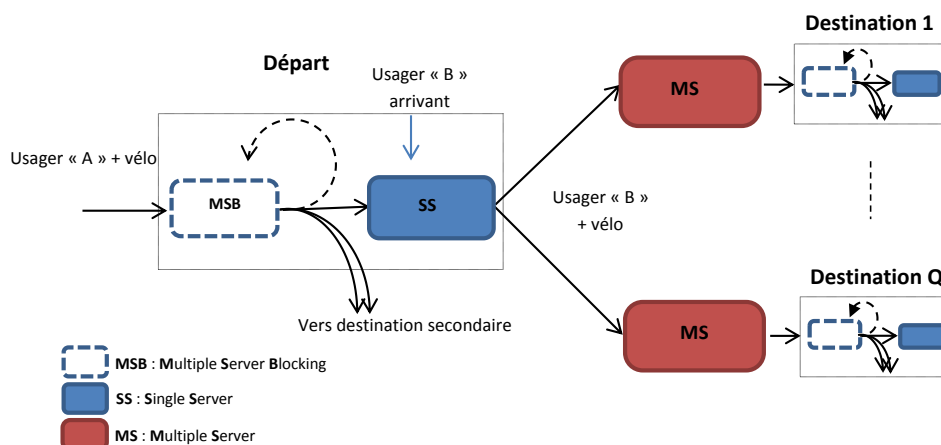 Destination 1
Départ
Usager « B »
arrivant
MS
Usager « A » + vélo
MSB
SS
Usager « B »
+ vélo
Destination Q
Vers destination secondaire
MS
MSB : Multiple Server Blocking
SS : Single Server
MS : Multiple Server